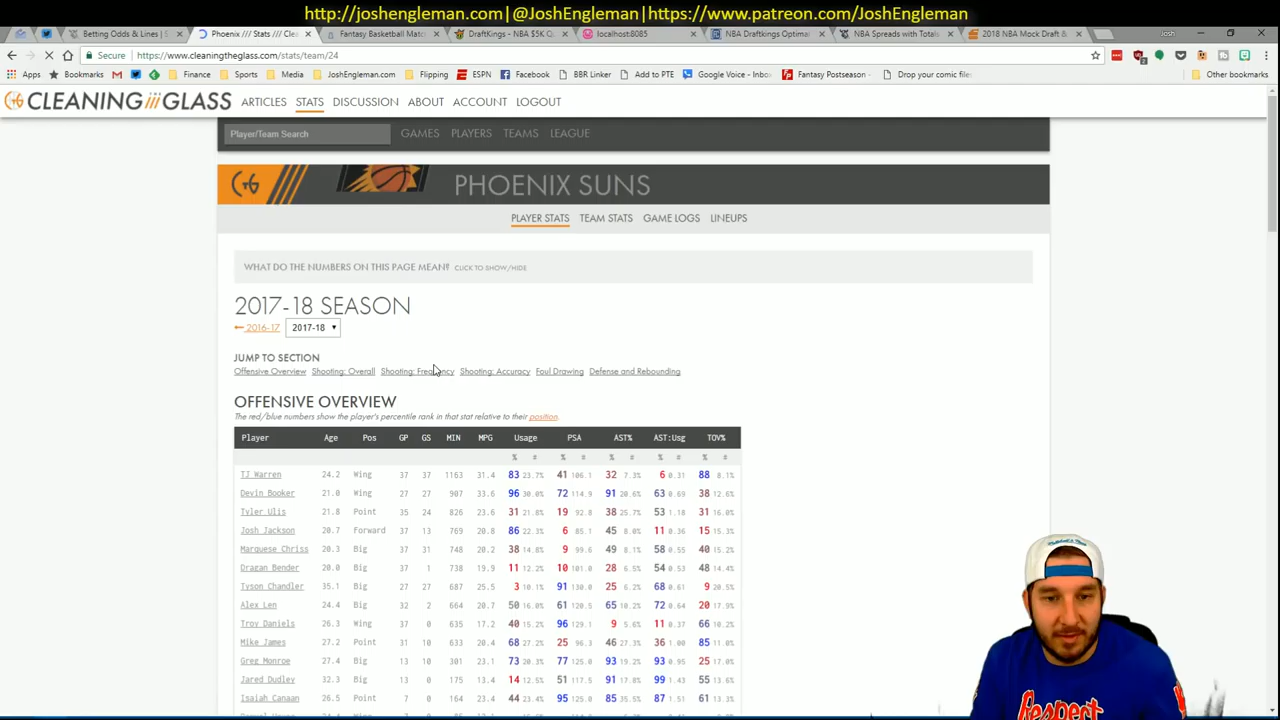 http://joshengleman.com|@JoshEngleman|https://www.patreon.com/JoshEngleman
Betting Odds & Lines | S
Phoenix /// Stats /// Clea
Fantasy Basketball Matc
DraftKings - NBA $5K Q
localhost:8085
NBA Draftkings Optimal
NBA Spreads with Totals
2018 NBA Mock Draft &
Josh
Secure https://www.cleaningtheglass.com/stats/team/24
Apps Bookmarks Finance Sports Media JoshEngleman.com Flipping ESPN Facebook BBR Linker Add to PTE Google Voice - Inbo Fantasy Postseason - Drop your comic files Other bookmarks
CLEANING THE GLASS ARTICLES STATS DISCUSSION ABOUT ACCOUNT LOGOUT
Player/Team Search GAMES PLAYERS TEAMS LEAGUE
CTG PHOENIX SUNS
PLAYER STATS TEAM STATS GAME LOGS LINEUPS
WHAT DO THE NUMBERS ON THIS PAGE MEAN? CLICK TO SHOW/HIDE
2017-18 SEASON
← 2016-17 2017-18
JUMP TO SECTION
Offensive Overview Shooting: Overall Shooting: Frequency Shooting: Accuracy Foul Drawing Defense and Rebounding
OFFENSIVE OVERVIEW
The red/blue numbers show the player's percentile rank in that stat relative to their position.
Player Age Pos GP GS MIN MPG Usage PSA AST% AST:Usg TOV%
% # % # % # % # % #
TJ Warren 24.2 Wing 37 37 1163 31.4 83 23.7% 41 106.1 32 7.3% 6 0.31 88 8.1%
Devin Booker 21.0 Wing 27 27 907 33.6 96 30.0% 72 114.9 91 20.6% 63 0.69 38 12.6%
Tyler Ulis 21.8 Point 35 24 826 23.6 31 21.8% 19 92.8 38 25.7% 53 1.18 31 16.0%
Josh Jackson 20.7 Forward 37 13 769 20.8 86 22.3% 6 85.1 45 8.0% 11 0.36 15 15.3%
Marquese Chriss 20.3 Big 37 31 748 20.2 38 14.8% 9 99.6 49 8.1% 58 0.55 40 15.2%
Dragan Bender 20.0 Big 37 1 738 19.9 11 12.2% 10 101.0 28 6.5% 54 0.53 48 14.4%
Tyson Chandler 35.1 Big 27 27 687 25.5 3 10.1% 91 130.0 25 6.2% 68 0.61 9 20.5%
Alex Len 24.4 Big 32 2 664 20.7 50 16.0% 61 120.5 65 10.2% 72 0.64 20 17.9%
Troy Daniels 26.3 Wing 37 0 635 17.2 40 15.2% 96 129.1 9 5.6% 11 0.37 66 10.2%
Mike James 27.2 Point 31 10 633 20.4 68 27.2% 25 96.3 46 27.3% 36 1.00 85 11.0%
Greg Monroe 27.4 Big 13 10 301 23.1 73 20.3% 77 125.0 93 19.2% 93 0.95 25 17.0%
Jared Dudley 32.3 Big 13 0 175 13.4 14 12.6% 51 117.5 91 17.8% 99 1.43 55 13.6%
Isaiah Canaan 26.5 Point 7 0 164 23.4 44 23.4% 95 125.0 85 35.5% 87 1.51 61 13.3%